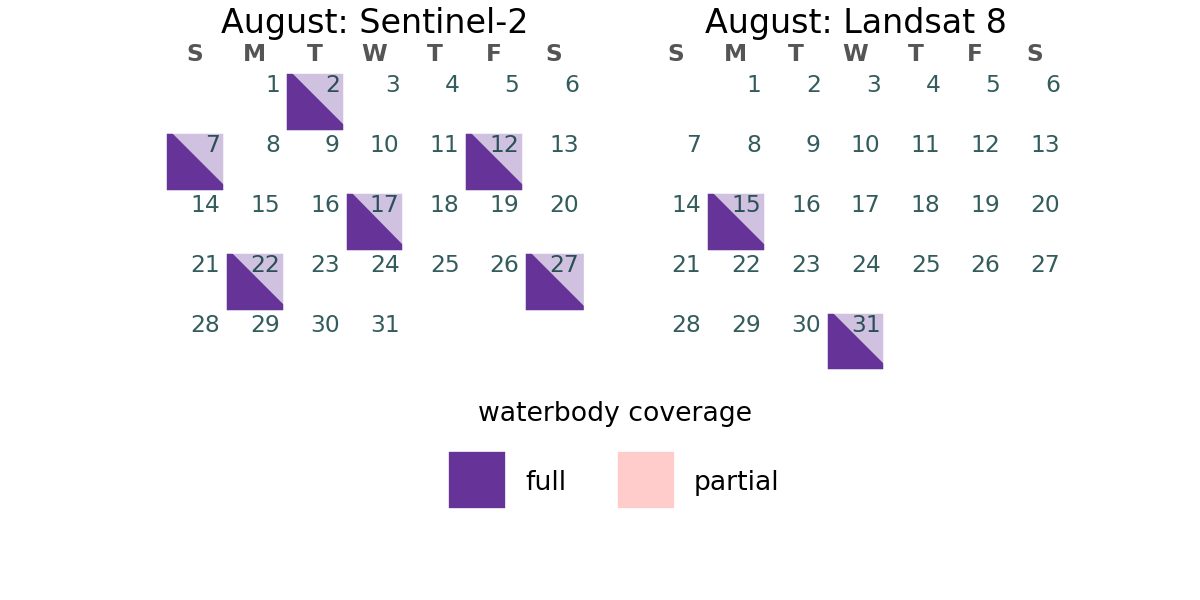 August: Sentinel-2
S M T W T F S
1 2 3 4 5 6
7 8 9 10 11 12 13
14 15 16 17 18 19 20
21 22 23 24 25 26 27
28 29 30 31
August: Landsat 8
S M T W T F S
1 2 3 4 5 6
7 8 9 10 11 12 13
14 15 16 17 18 19 20
21 22 23 24 25 26 27
28 29 30 31
waterbody coverage
full partial